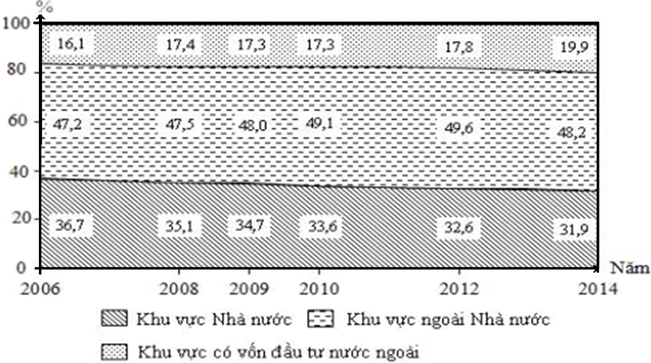 %
100
16,1 17,4 17,3 17,3 17,8 19,9
80
60
47,2 47,5 48,0 49,1 49,6 48,2
40
20
36,7 35,1 34,7 33,6 32,6 31,9
0
Năm
2006 2008 2009 2010 2012 2014
Khu vực Nhà nước Khu vực ngoài Nhà nước
Khu vực có vốn đầu tư nước ngoài